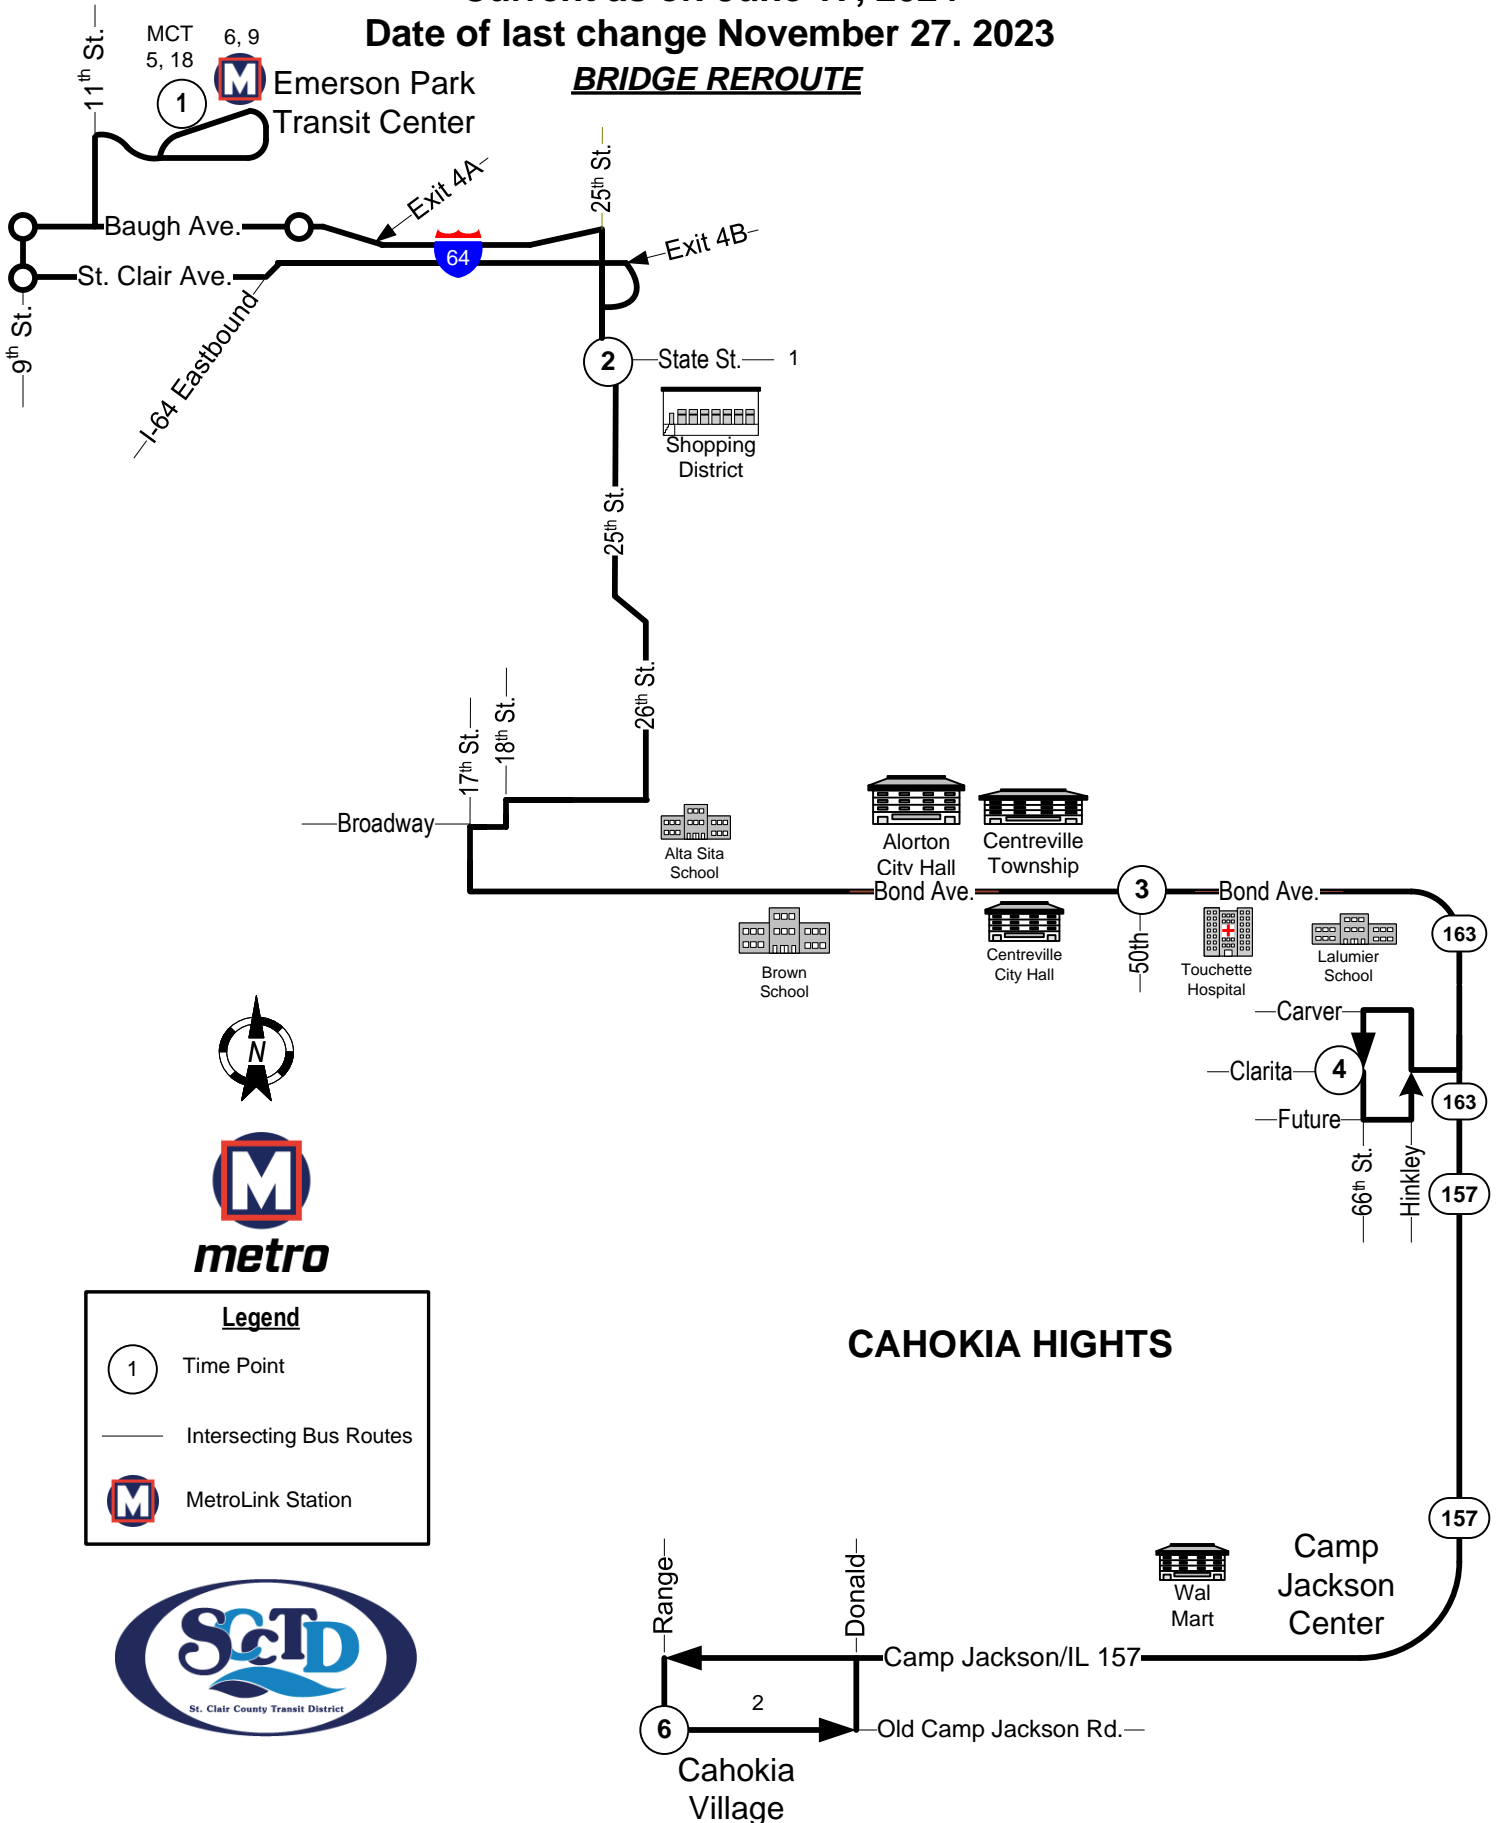 Date of last change November 27. 2023
BRIDGE REROUTE
11th St.
MCT
5, 18
6, 9
1
M
Emerson Park
Transit Center
Exit 4A
25th St.
Baugh Ave.
64
Exit 4B
St. Clair Ave.
9th St.
I-64 Eastbound
2
State St.
1
Shopping
District
25th St.
26th St.
17th St.
18th St.
Broadway
Alta Sita
School
Alorton
City Hall
Centreville
Township
Bond Ave.
3
Bond Ave.
Brown
School
Centreville
City Hall
50th
Touchette
Hospital
Lalumier
School
163
Carver
Clarita
4
Future
163
66th St.
Hinkley
157
N
M
metro
Legend
1
Time Point
Intersecting Bus Routes
M
MetroLink Station
CAHOKIA HIGHTS
157
Camp
Jackson
Center
Wal
Mart
Range
Donald
Camp Jackson/IL 157
2
6
Old Camp Jackson Rd.
Cahokia
Village
SCCTD
St. Clair County Transit District